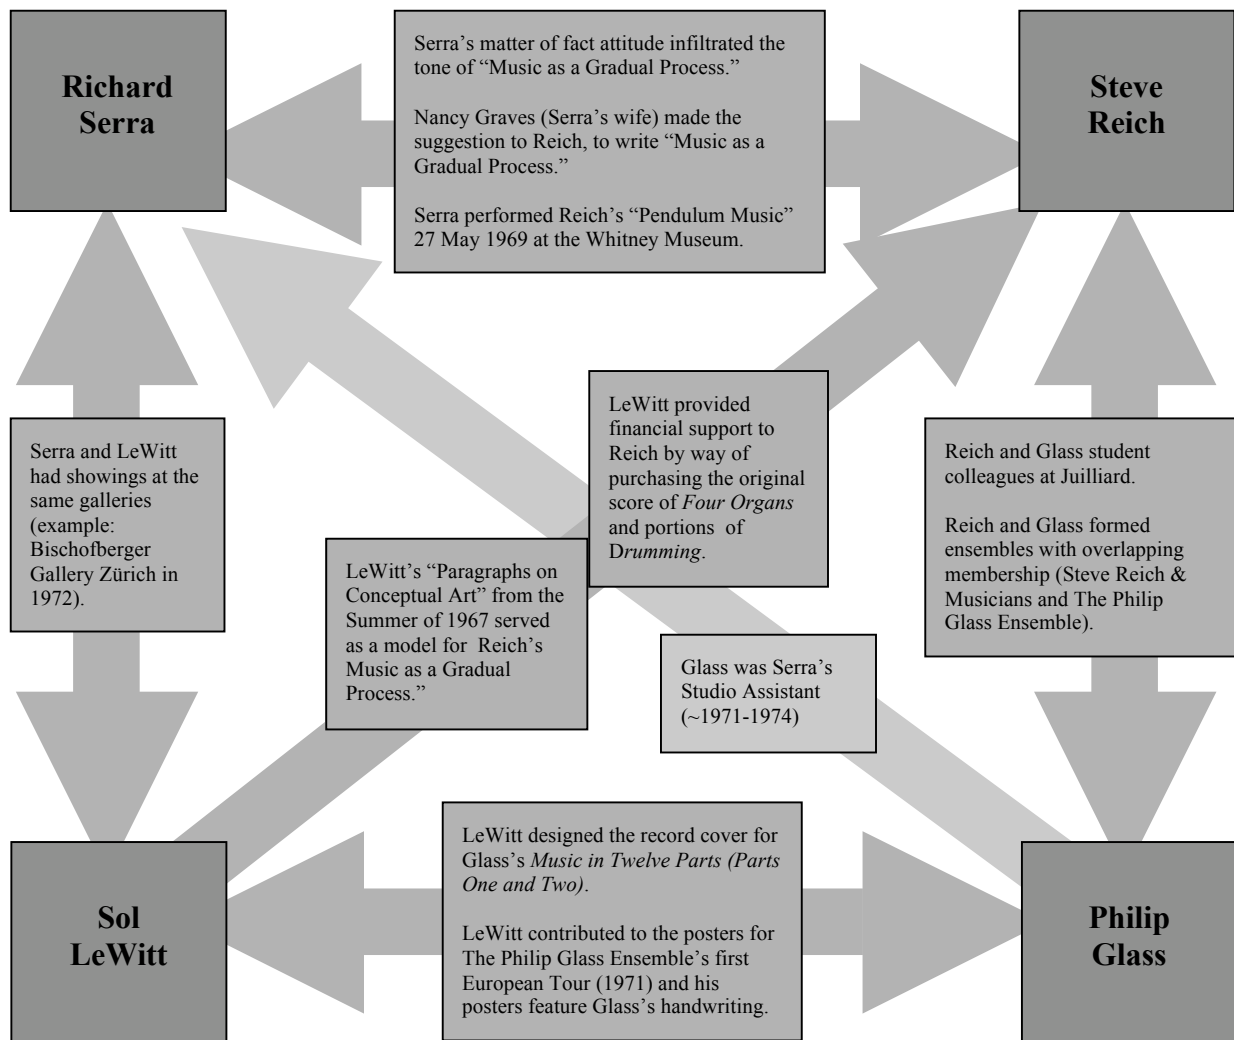 Richard
Serra
Serra’s matter of fact attitude infiltrated the
tone of “Music as a Gradual Process.”
Nancy Graves (Serra’s wife) made the
suggestion to Reich, to write “Music as a
Gradual Process.”
Serra performed Reich’s “Pendulum Music”
27 May 1969 at the Whitney Museum.
Steve
Reich
Serra and LeWitt
had showings at the
same galleries
(example:
Bischofberger
Gallery Zürich in
1972).
LeWitt’s “Paragraphs on
Conceptual Art” from the
Summer of 1967 served
as a model for Reich’s
Music as a Gradual
Process.”
LeWitt provided
financial support to
Reich by way of
purchasing the original
score of Four Organs
and portions of
Drumming.
Glass was Serra’s
Studio Assistant
(~1971-1974)
Reich and Glass student
colleagues at Juilliard.
Reich and Glass formed
ensembles with overlapping
membership (Steve Reich &
Musicians and The Philip
Glass Ensemble).
Sol
LeWitt
LeWitt designed the record cover for
Glass’s Music in Twelve Parts (Parts
One and Two).
LeWitt contributed to the posters for
The Philip Glass Ensemble’s first
European Tour (1971) and his
posters feature Glass’s handwriting.
Philip
Glass